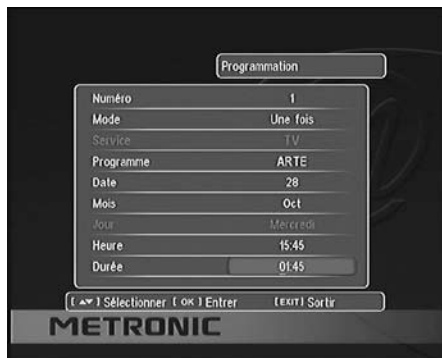 Programmation
Numéro 1
Mode Une fois
Service TV
Programme ARTE
Date 28
Mois Oct
Jour Mercredi
Heure 15:45
Durée 01:45
[ ▲▼ ] Sélectionner [ OK ] Entrer [EXIT] Sortir
METRONIC